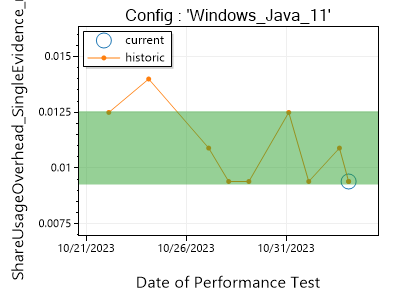 Config : 'Windows_Java_11'
current
historic
0.015
0.0125
0.01
0.0075
10/21/2023
10/26/2023
10/31/2023
Date of Performance Test
ShareUsageOverhead_SingleEvidence_